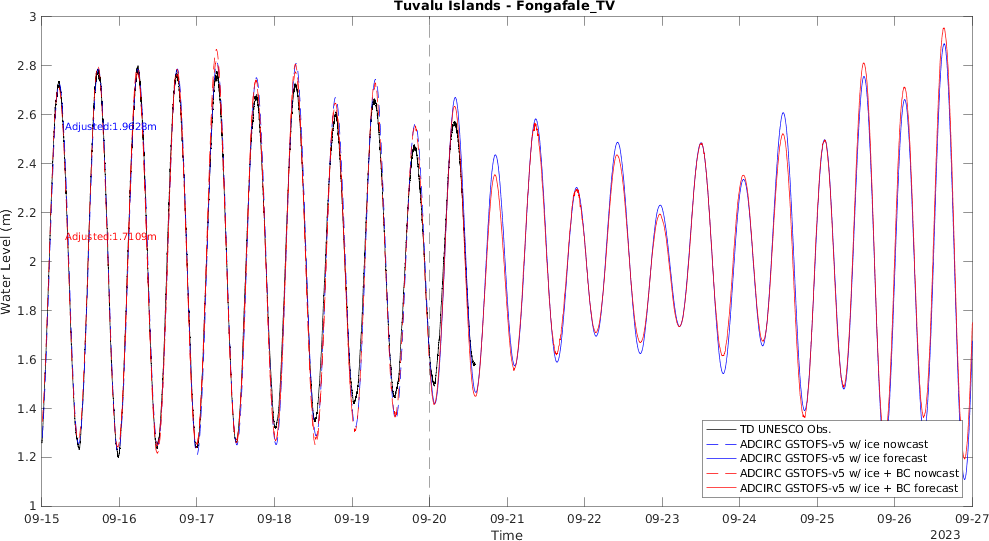 Tuvalu Islands - Fongafale_TV
3
2.8
2.6
2.4
2.2
2
1.8
1.6
1.4
1.2
1
Water Level (m)
Adjusted:1.9628m
Adjusted:1.7109m
TD UNESCO Obs.
ADCIRC GSTOFS-v5 w/ ice nowcast
ADCIRC GSTOFS-v5 w/ ice forecast
ADCIRC GSTOFS-v5 w/ ice + BC nowcast
ADCIRC GSTOFS-v5 w/ ice + BC forecast
09-15 09-16 09-17 09-18 09-19 09-20 09-21 09-22 09-23 09-24 09-25 09-26 09-27
Time
2023